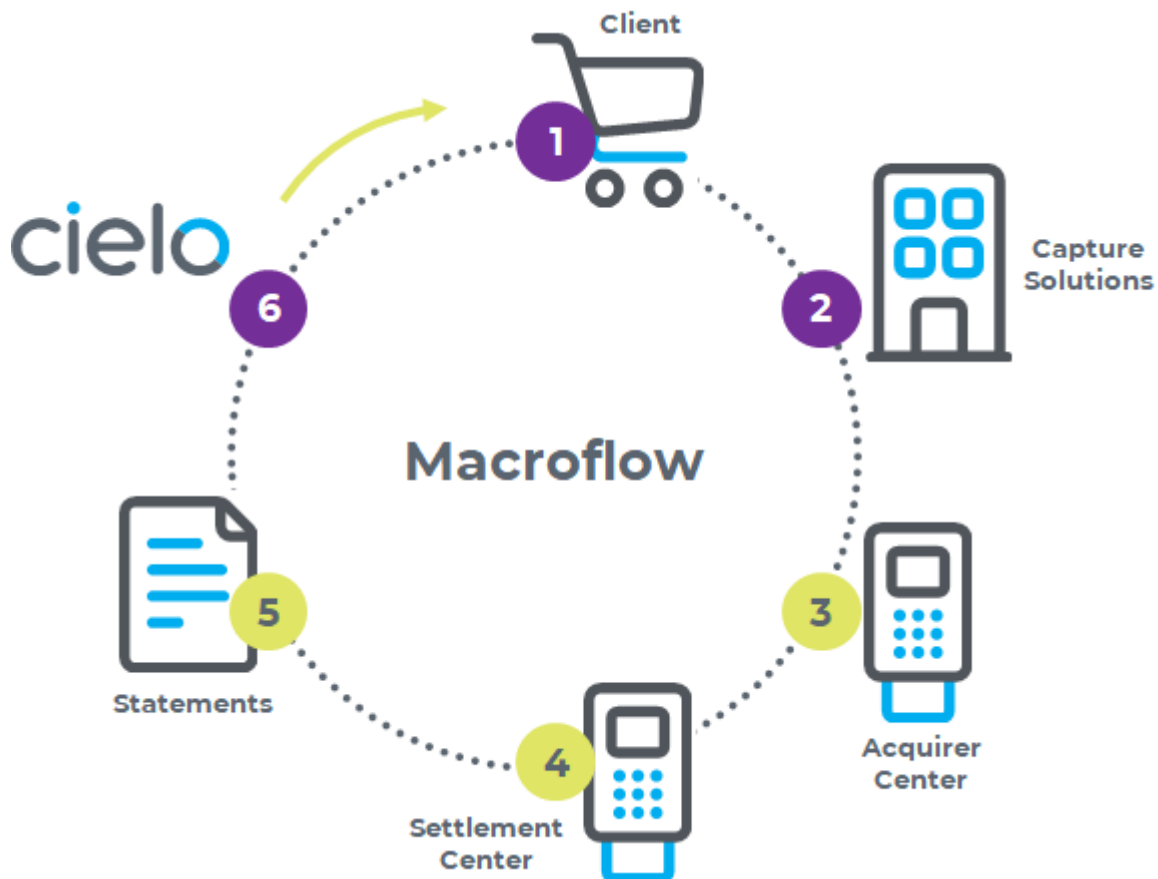 Client
1
cielo
Capture
Solutions
6
2
Macroflow
5
3
Statements
4
Acquirer
Center
Settlement
Center